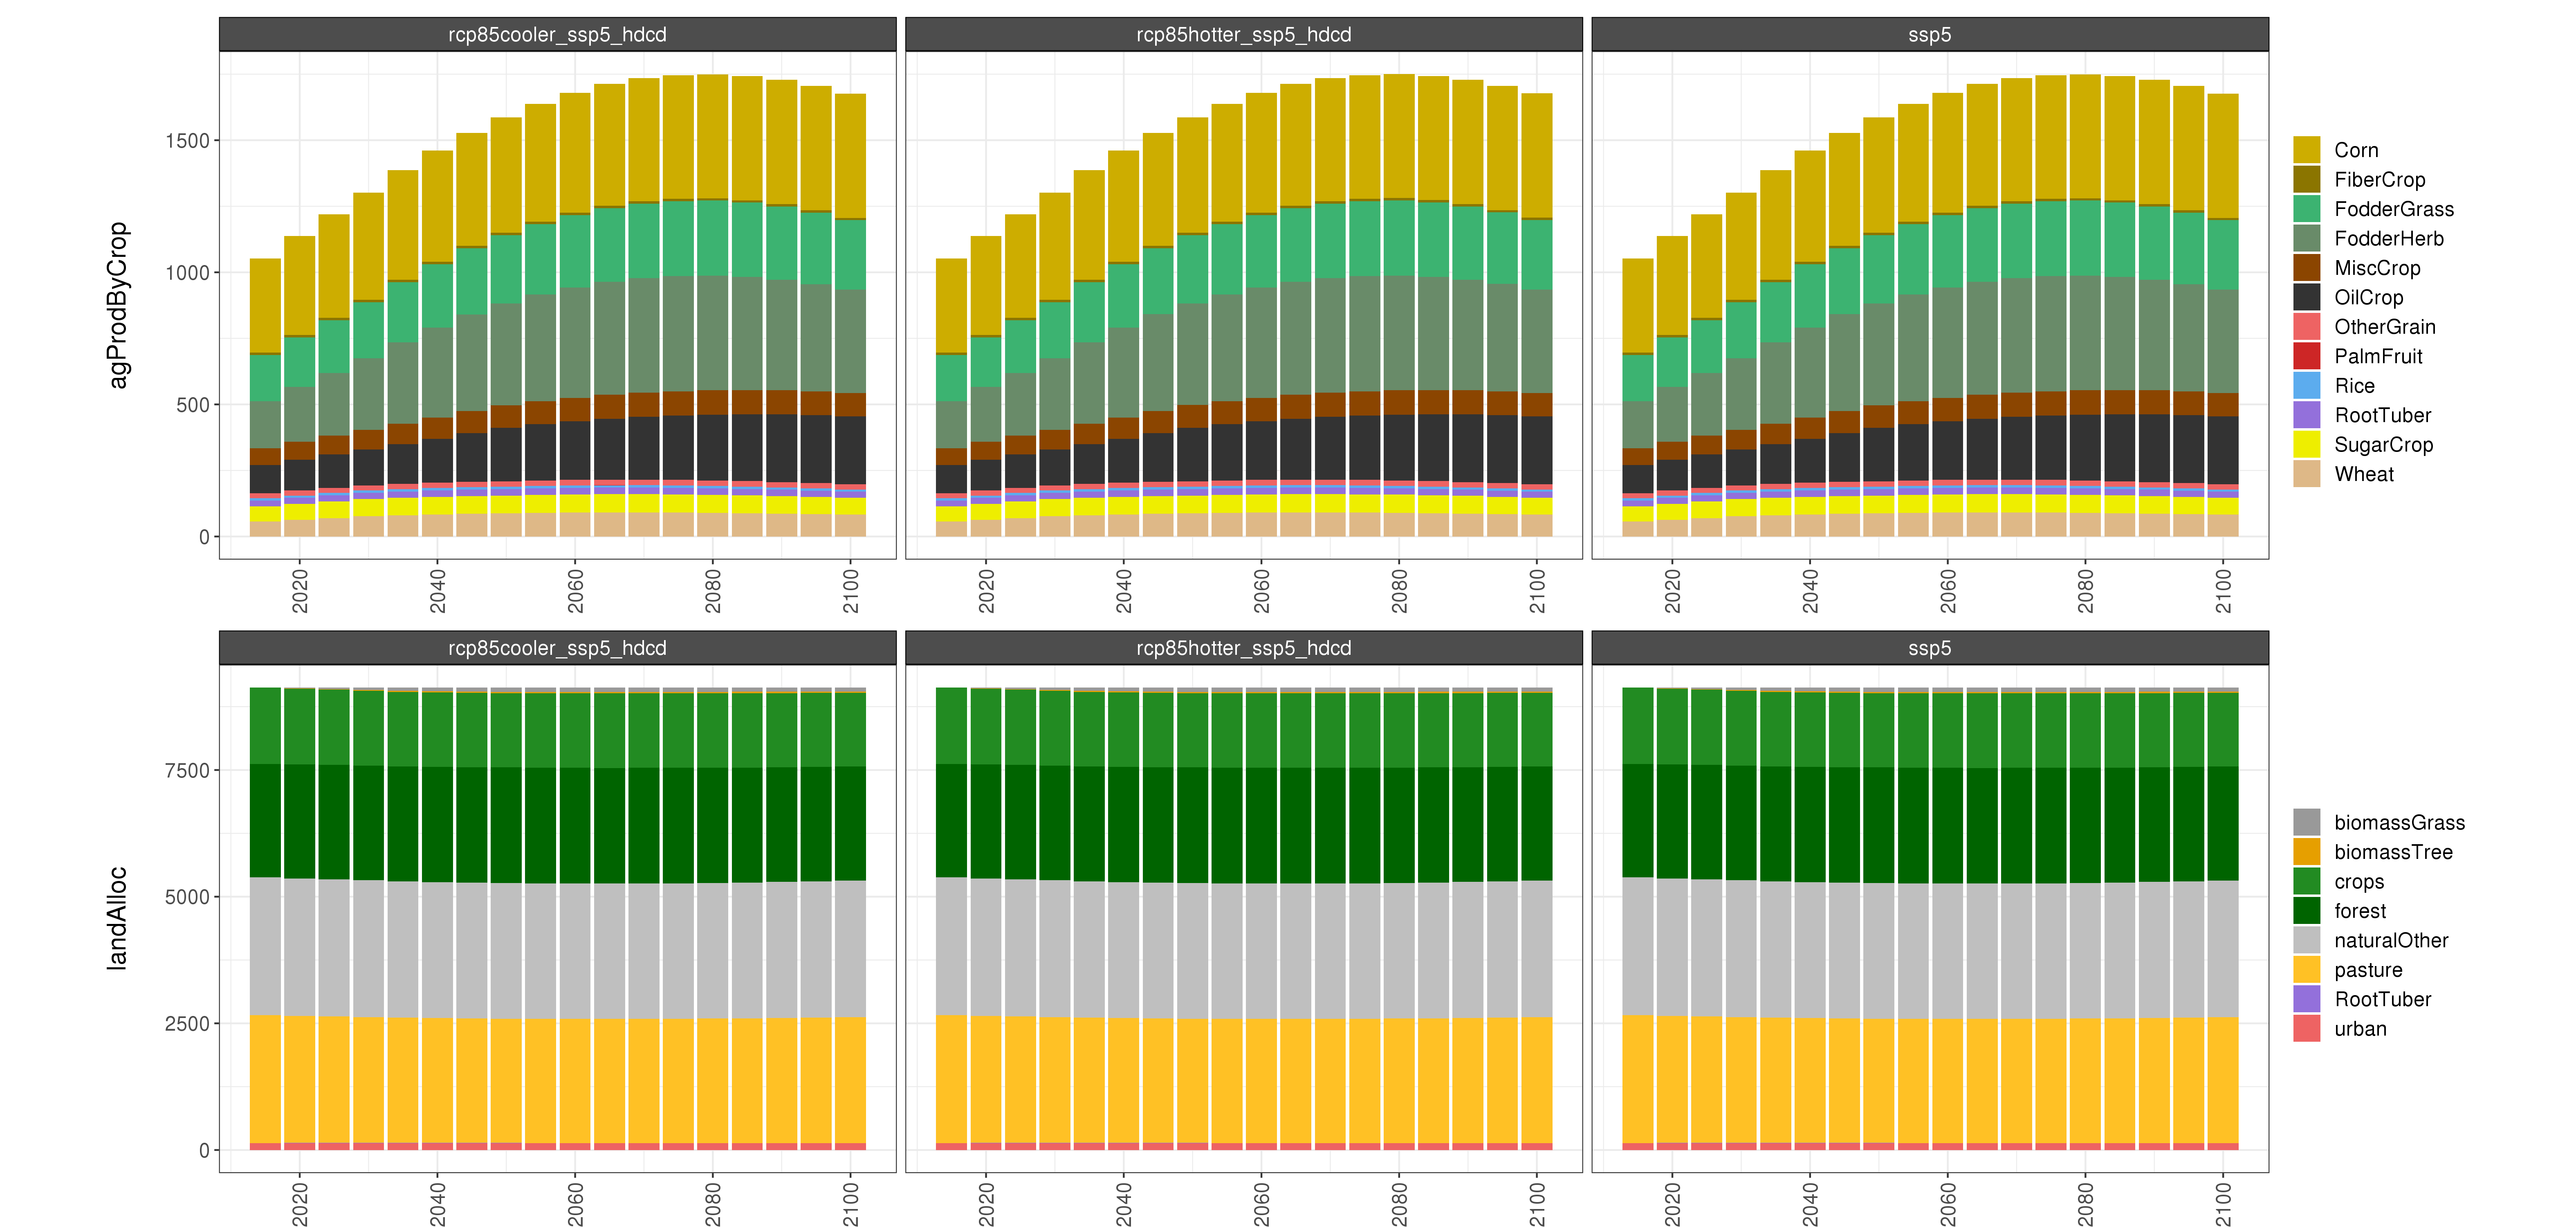 rcp85cooler_ssp5_hdcd
rcp85hotter_ssp5_hdcd
ssp5
agProdByCrop
1500
1000
500
0
2020
2040
2060
2080
2100
2020
2040
2060
2080
2100
2020
2040
2060
2080
2100
Corn
FiberCrop
FodderGrass
FodderHerb
MiscCrop
OilCrop
OtherGrain
PalmFruit
Rice
RootTuber
SugarCrop
Wheat
rcp85cooler_ssp5_hdcd
rcp85hotter_ssp5_hdcd
ssp5
landAlloc
7500
5000
2500
0
2020
2040
2060
2080
2100
2020
2040
2060
2080
2100
2020
2040
2060
2080
2100
biomassGrass
biomassTree
crops
forest
naturalOther
pasture
RootTuber
urban